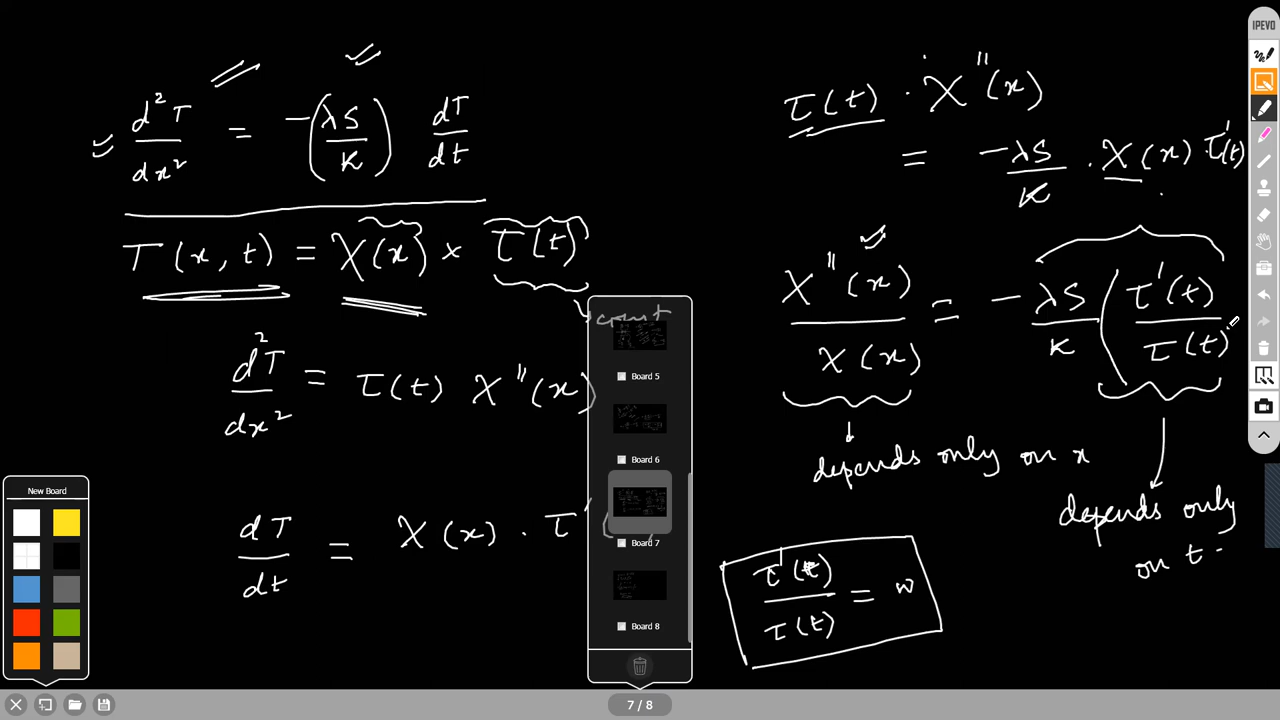 d²T/dx² = -(λS/K) dT/dt
T(x,t) = X(x) × τ(t)
const
d²T/dx² = τ(t) X''(x)
dT/dt = X(x) · τ'(
τ(t) · X''(x)
= -λS/K · X(x) · τ'(t)
X''(x)/X(x) = -λS/K (τ'(t)/τ(t))
depends only on x
depends only
on t
τ'(t)/τ(t) = w
New Board
Board 5
Board 6
Board 7
Board 8
IPEVO
7 / 8